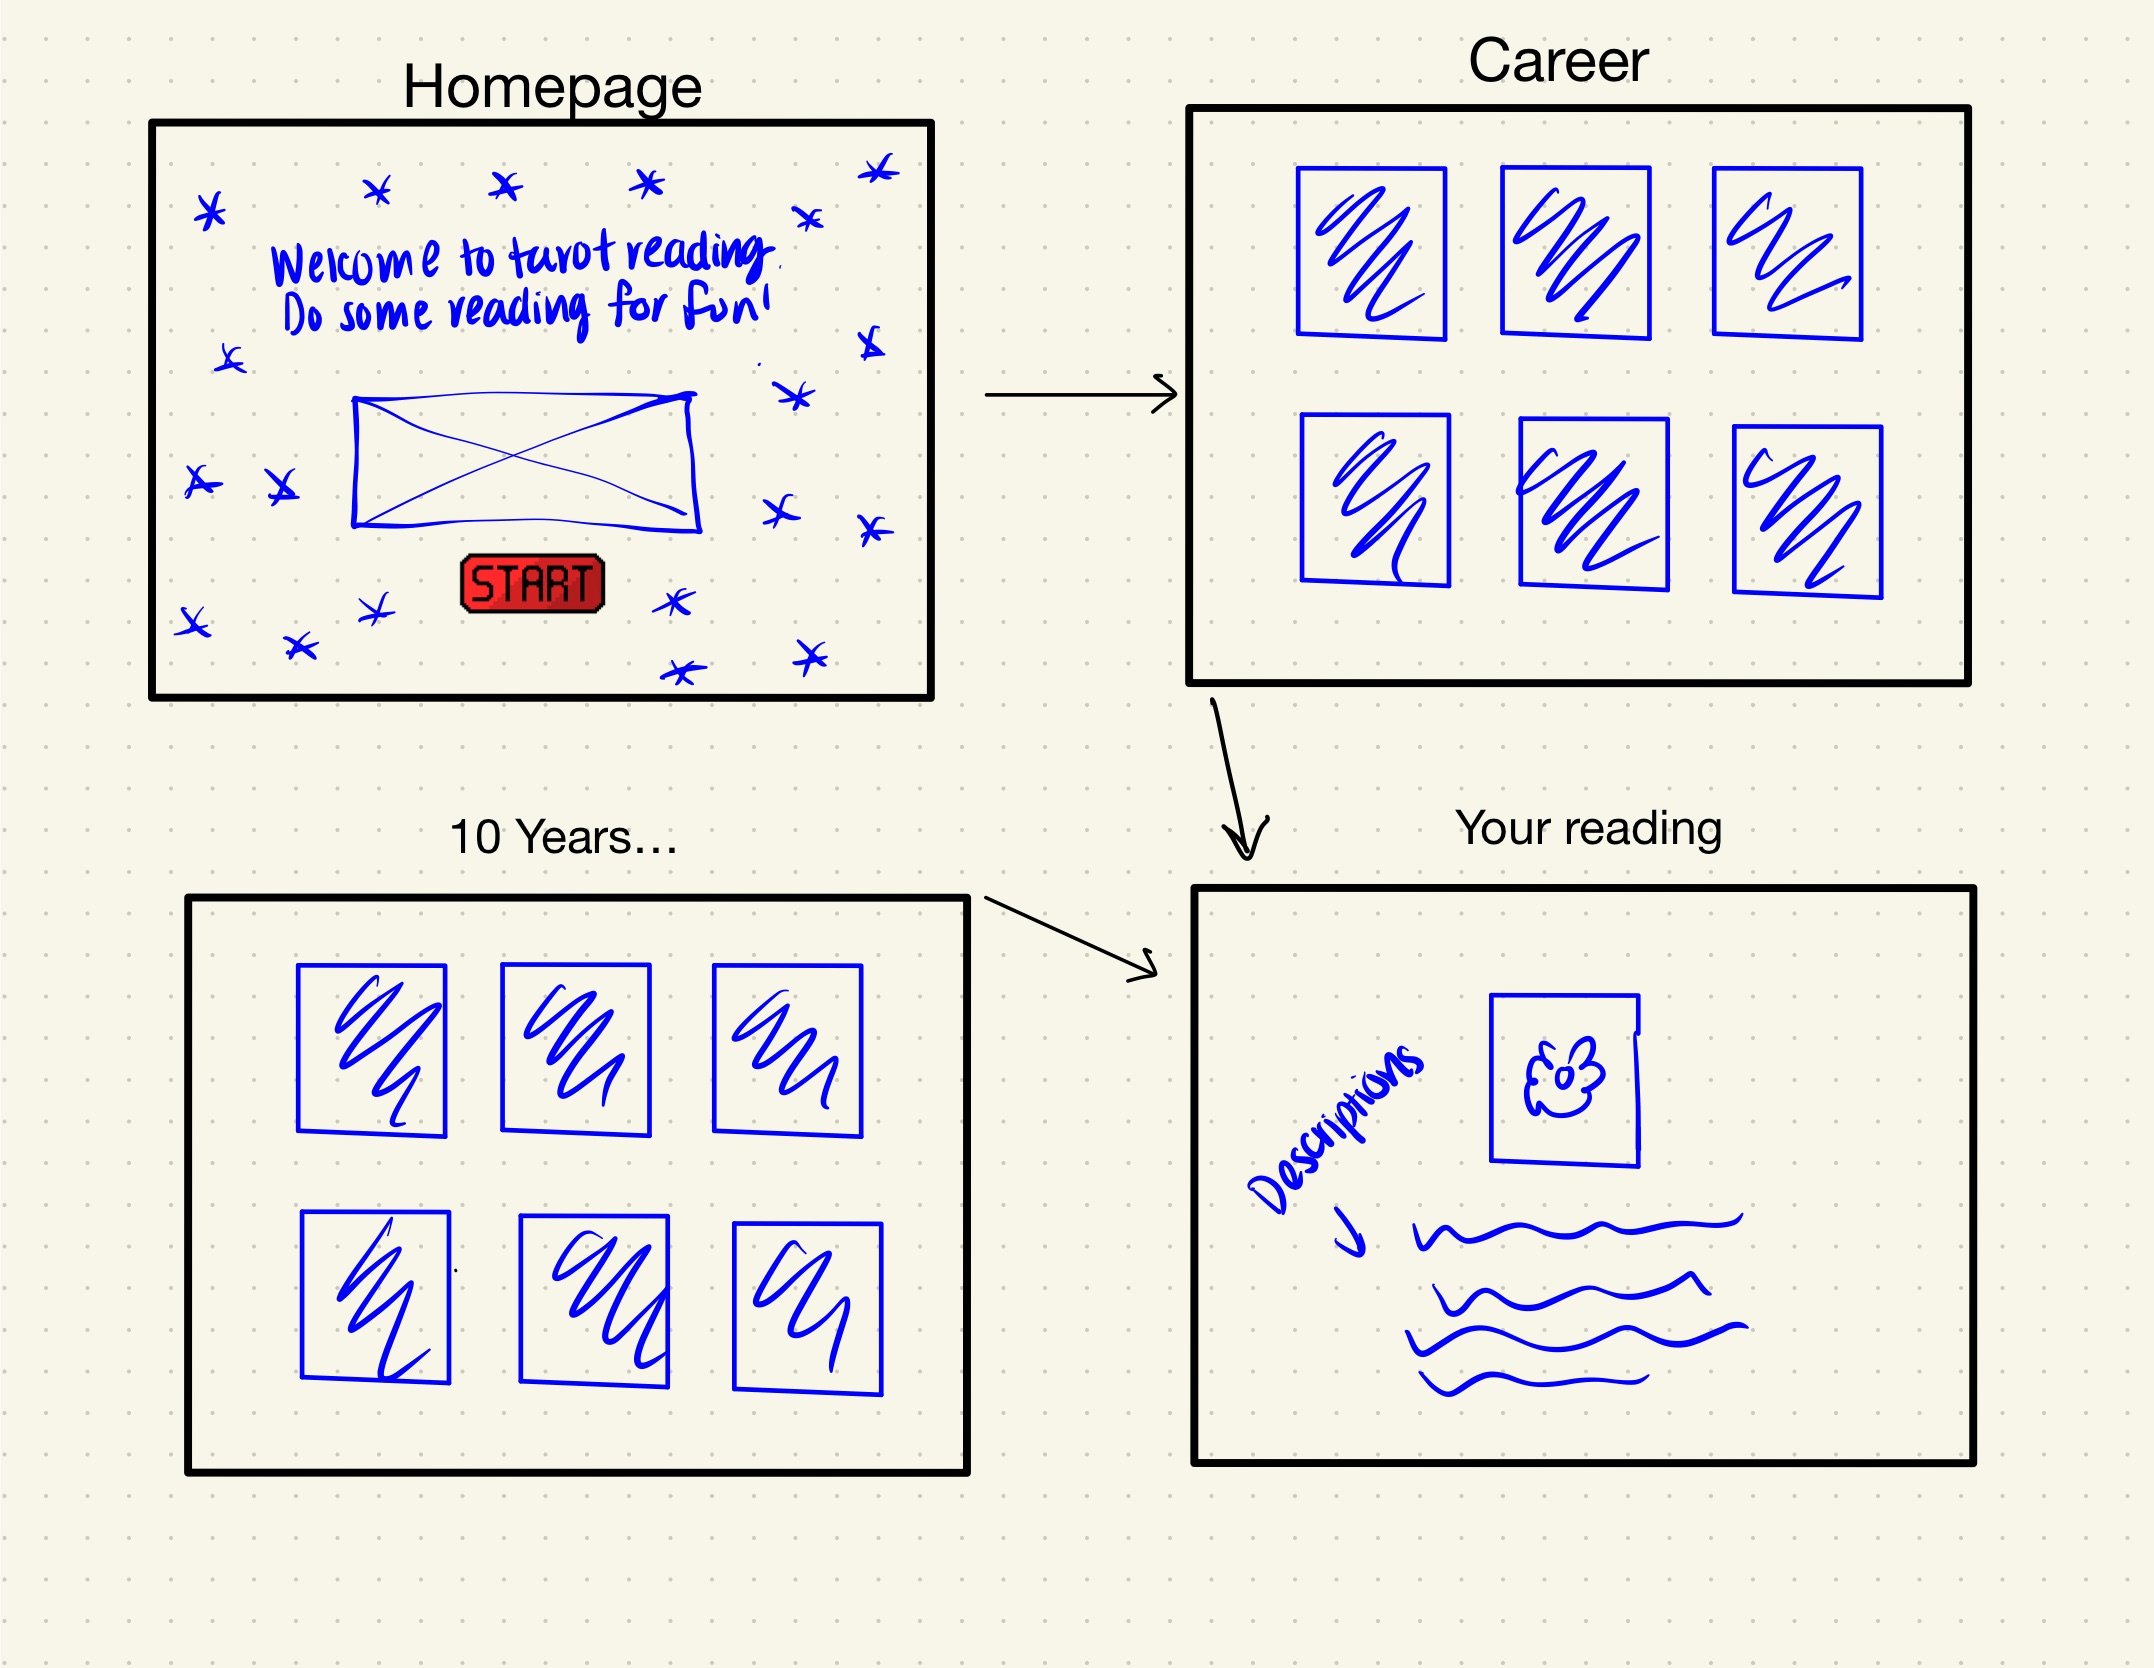 Homepage
Welcome to tarot reading.
Do some reading for fun!
START
Career
10 Years...
Your reading
Descriptions